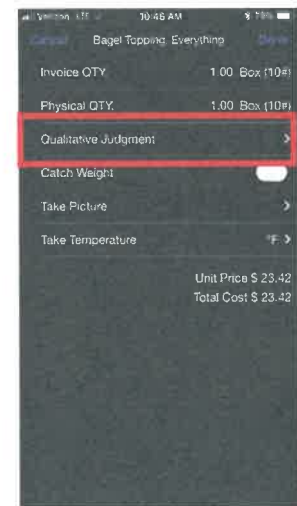 Verizon LTE 10:46 AM
Cancel Bagel Topping, Everything
Invoice QTY 1.00 Box (10#)
Physical QTY. 1.00 Box (10#)
Qualitative Judgment
Catch Weight
Take Picture
Take Temperature °F
Unit Price $ 23.42
Total Cost $ 23.42